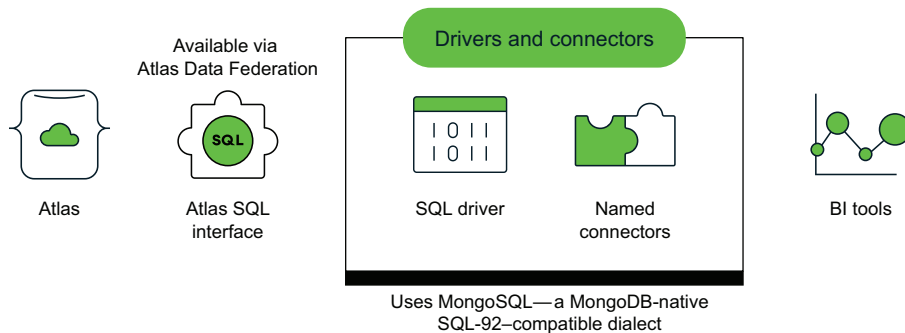 Available via
Atlas Data Federation
Drivers and connectors
SQL
1011
1011
Atlas
Atlas SQL
interface
SQL driver
Named
connectors
BI tools
Uses MongoSQL—a MongoDB-native
SQL-92–compatible dialect